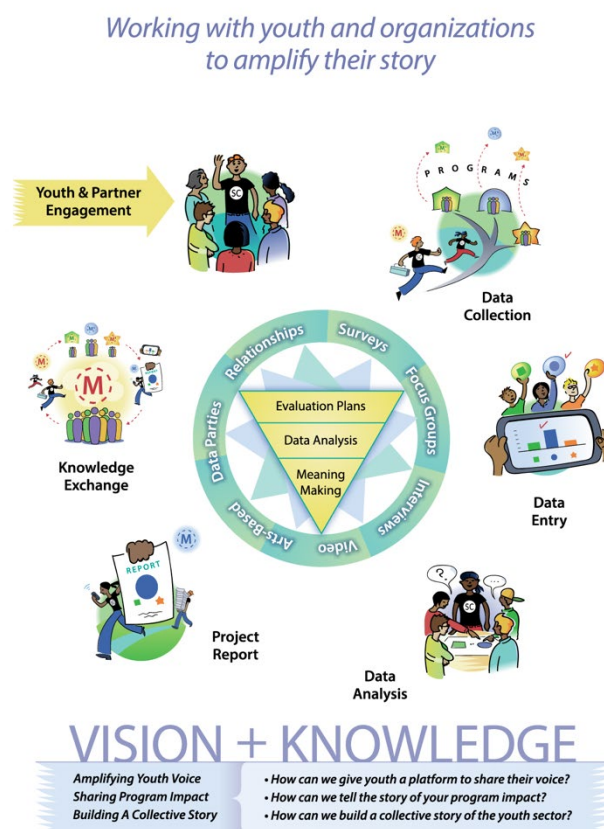 Working with youth and organizations
to amplify their story
Youth & Partner
Engagement
SC
M
M
M
PROGRAMS
M
Data
Collection
Relationships
Surveys
Focus Groups
Interviews
Video
Arts-Based
Data Parties
Evaluation Plans
Data Analysis
Meaning
Making
M
M
M
M
REPORT
Knowledge
Exchange
Data
Entry
REPORT
M
Project
Report
?
...
SC
Data
Analysis
VISION + KNOWLEDGE
Amplifying Youth Voice
Sharing Program Impact
Building A Collective Story
• How can we give youth a platform to share their voice?
• How can we tell the story of your program impact?
• How can we build a collective story of the youth sector?